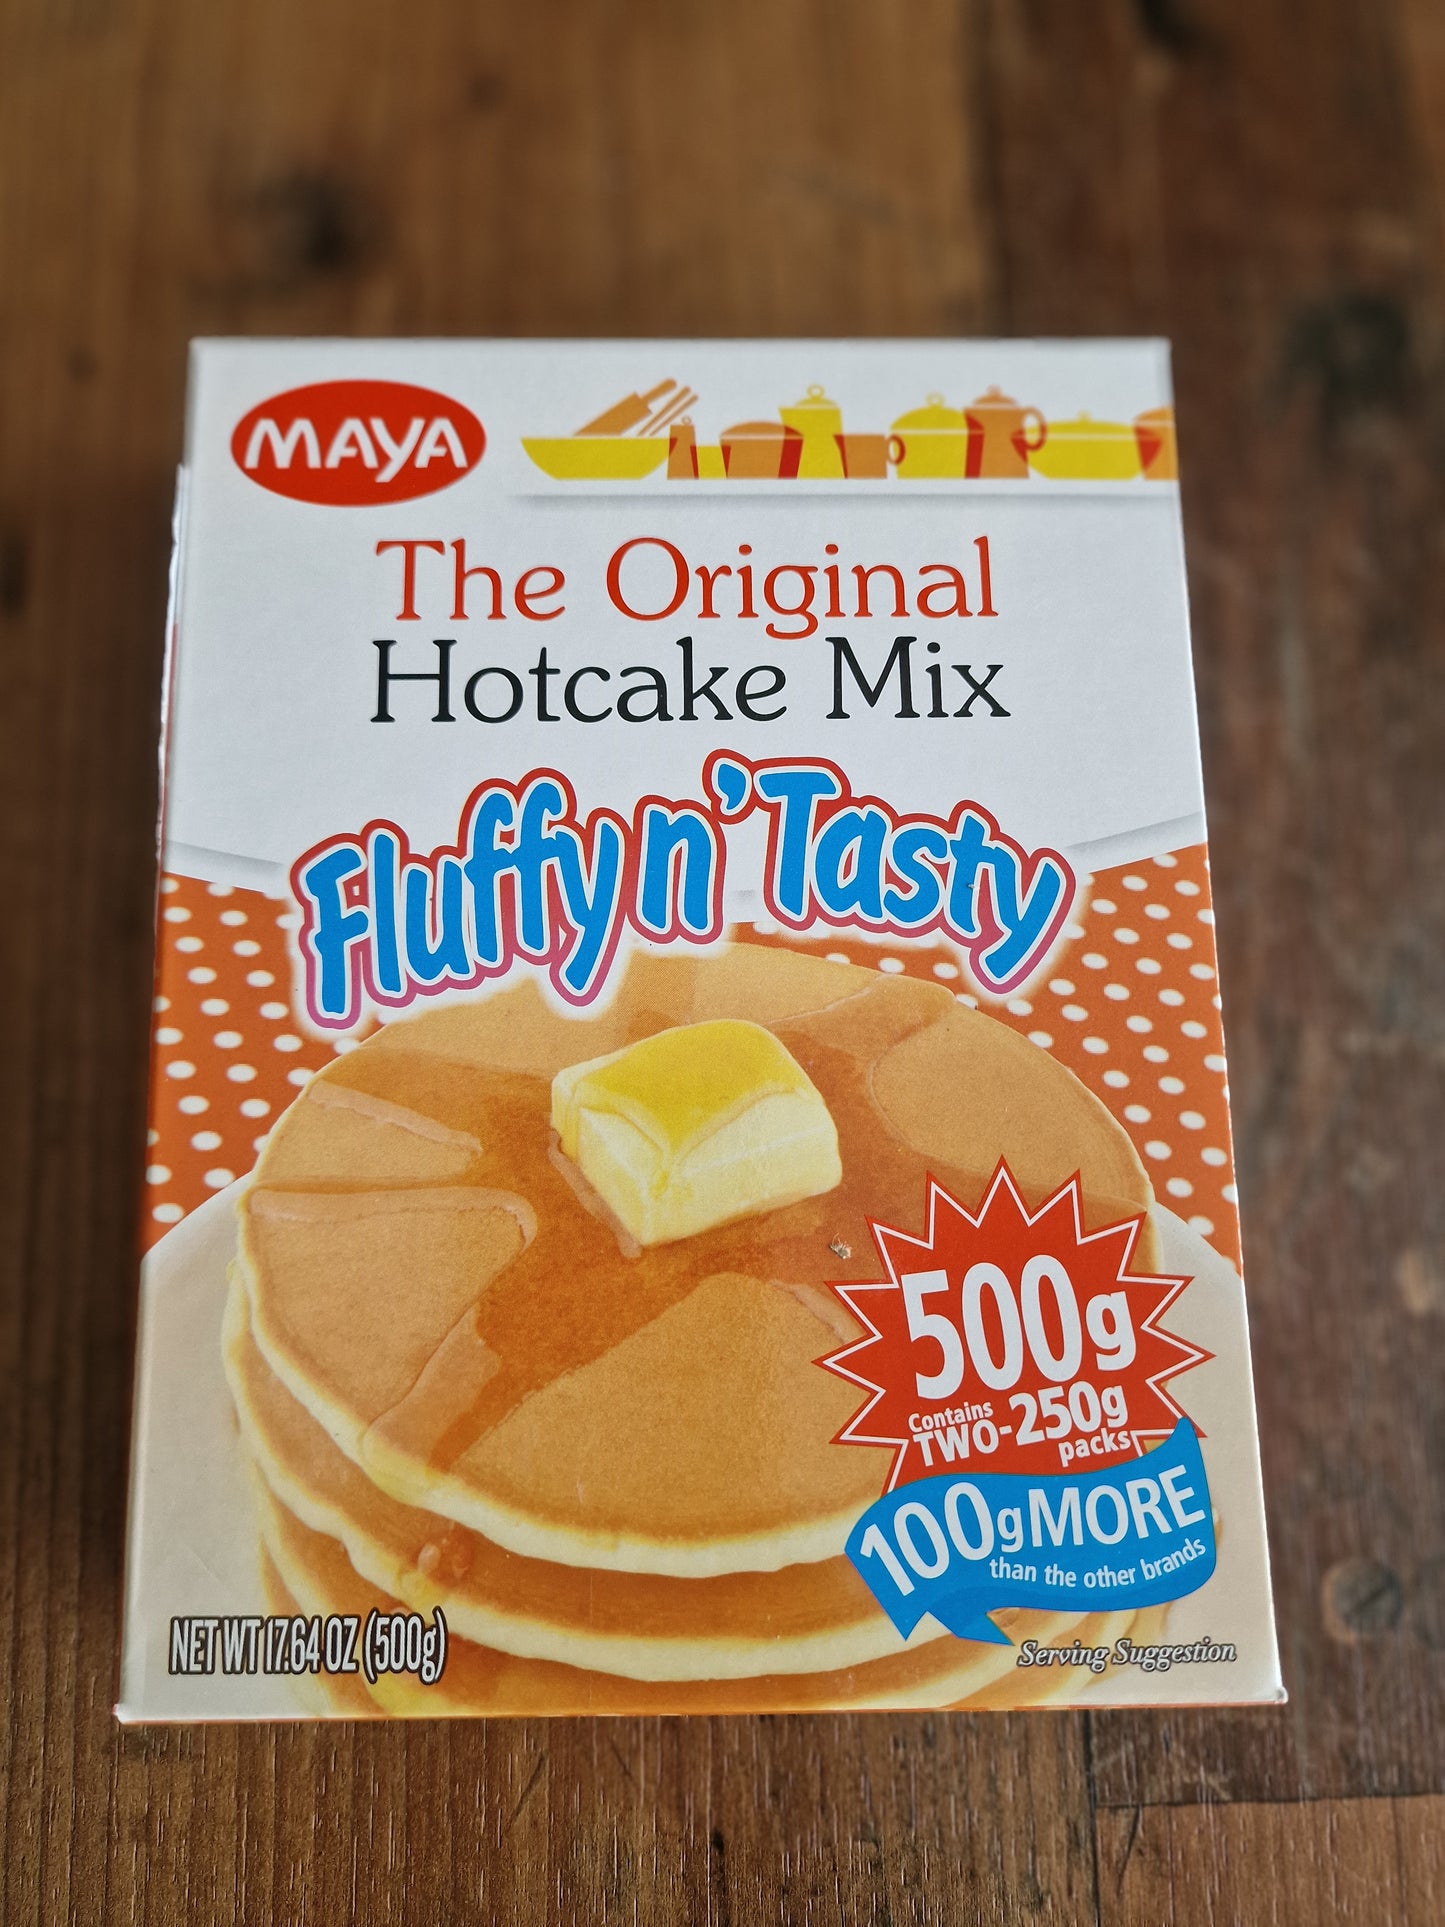 MAYA
The Original
Hotcake Mix
Fluffy n' Tasty
500g
Contains
TWO-250g
packs
100g MORE
than the other brands
NET WT 17.64 OZ (500g)
Serving Suggestion